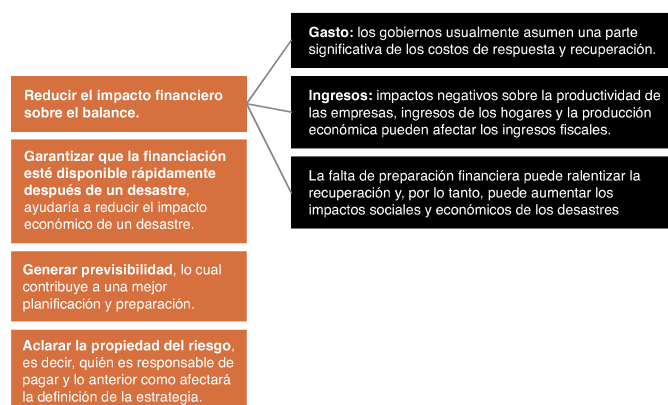 Reducir el impacto financiero
sobre el balance.
Garantizar que la financiación
esté disponible rápidamente
después de un desastre,
ayudaría a reducir el impacto
económico de un desastre.
Generar previsibilidad, lo cual
contribuye a una mejor
planificación y preparación.
Aclarar la propiedad del riesgo,
es decir, quién es responsable de
pagar y lo anterior como afectará
la definición de la estrategia.
Gasto: los gobiernos usualmente asumen una parte
significativa de los costos de respuesta y recuperación.
Ingresos: impactos negativos sobre la productividad de
las empresas, ingresos de los hogares y la producción
económica pueden afectar los ingresos fiscales.
La falta de preparación financiera puede ralentizar la
recuperación y, por lo tanto, puede aumentar los
impactos sociales y económicos de los desastres